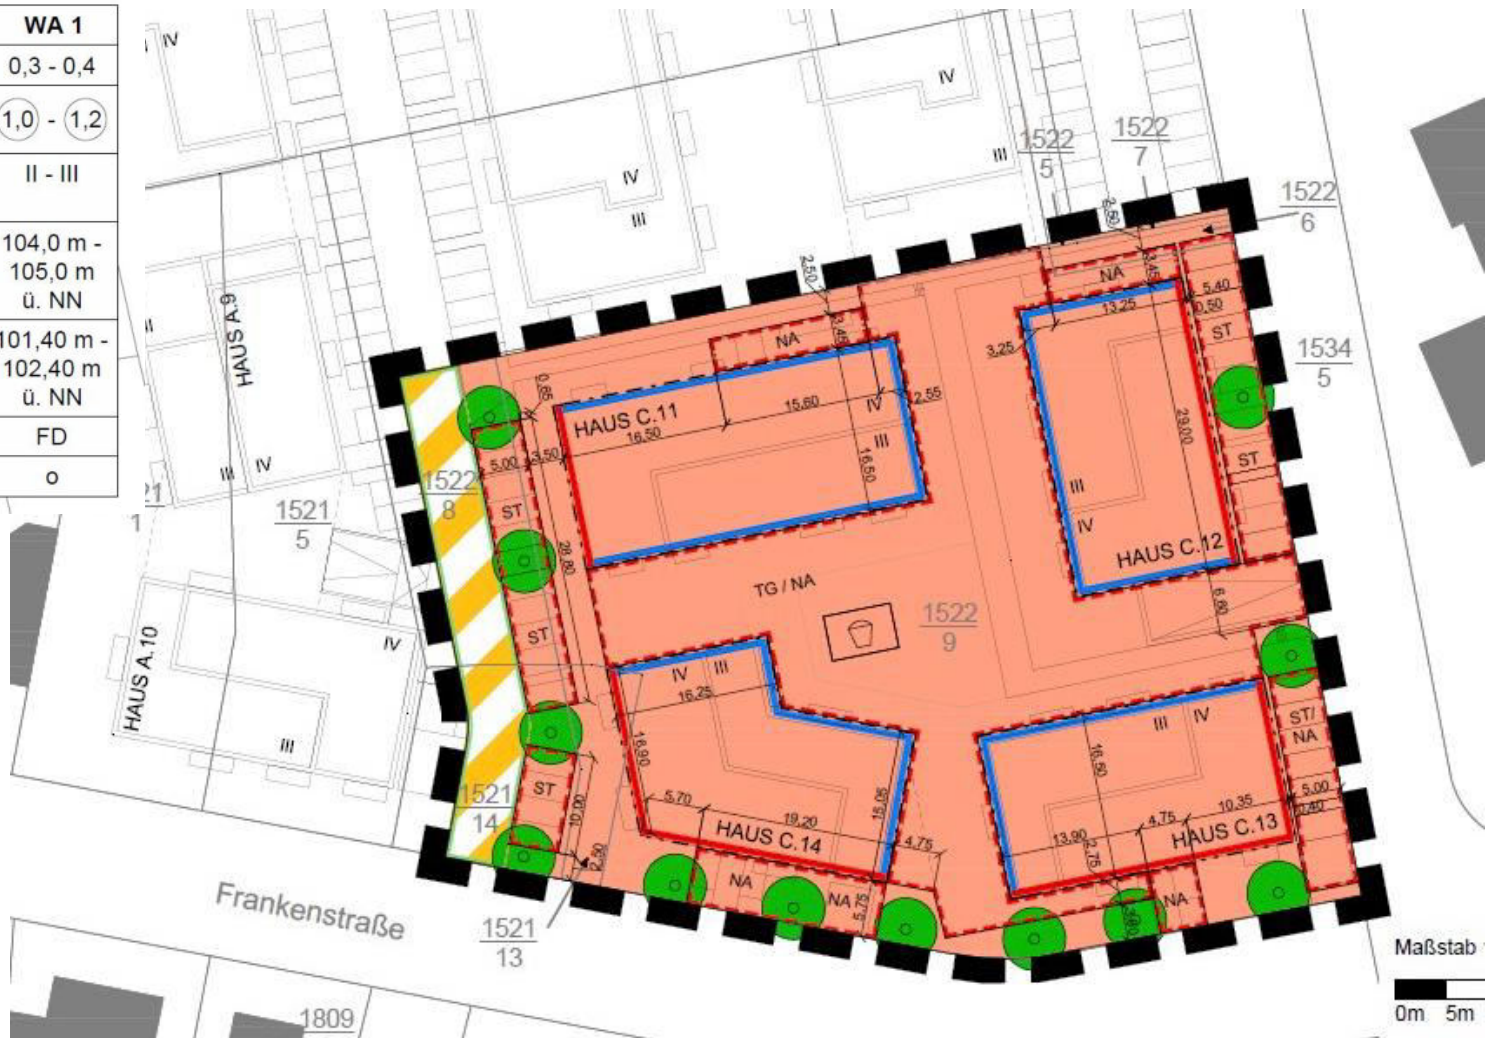 WA 1
0,3 - 0,4
1,0 - 1,2
II - III
104,0 m -
105,0 m
ü. NN
101,40 m -
102,40 m
ü. NN
FD
o
IV
IV
III
IV
III
1522
5
1522
7
1522
6
1534
5
HAUS A.9
III
IV
1521
5
21
1
HAUS A.10
IV
III
1522
8
1521
14
1521
13
1522
9
2,50
3,45
NA
HAUS C.11
16,50
15,60
2,55
IV
III
16,50
0,65
5,00
3,50
ST
28,80
ST
ST
10,00
2,50
TG / NA
2,50
3,45
NA
13,25
5,40
0,50
3,25
ST
29,00
ST
III
IV
HAUS C.12
6,60
IV
III
16,25
16,90
5,70
19,20
15,05
4,75
HAUS C.14
NA
NA
5,75
III
IV
16,50
ST/
NA
5,00
0,40
10,35
4,75
13,90
2,75
HAUS C.13
NA
Frankenstraße
1809
Maßstab
0m 5m